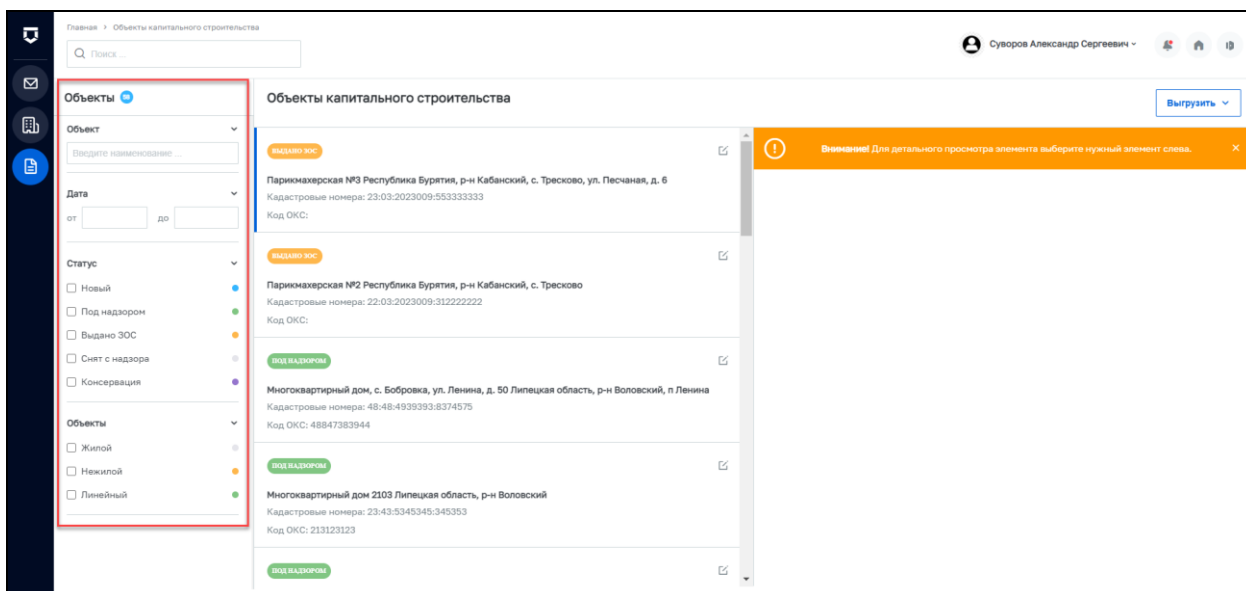 Главная > Объекты капитального строительства
Поиск ...
Суворов Александр Сергеевич
Объекты
Объект
Введите наименование ...
Дата
от до
Статус
Новый
Под надзором
Выдано ЗОС
Снят с надзора
Консервация
Объекты
Жилой
Нежилой
Линейный
Объекты капитального строительства
Выгрузить
ВЫДАНО ЗОС
Парикмахерская №3 Республика Бурятия, р-н Кабанский, с. Тресково, ул. Песчаная, д. 6
Кадастровые номера: 23:03:2023009:553333333
Код ОКС:
ВЫДАНО ЗОС
Парикмахерская №2 Республика Бурятия, р-н Кабанский, с. Тресково
Кадастровые номера: 22:03:2023009:312222222
Код ОКС:
ПОД НАДЗОРОМ
Многоквартирный дом, с. Бобровка, ул. Ленина, д. 50 Липецкая область, р-н Воловский, п Ленина
Кадастровые номера: 48:48:4939393:8374575
Код ОКС: 48847383944
ПОД НАДЗОРОМ
Многоквартирный дом 2103 Липецкая область, р-н Воловский
Кадастровые номера: 23:43:5345345:345353
Код ОКС: 213123123
ПОД НАДЗОРОМ
Внимание! Для детального просмотра элемента выберите нужный элемент слева.